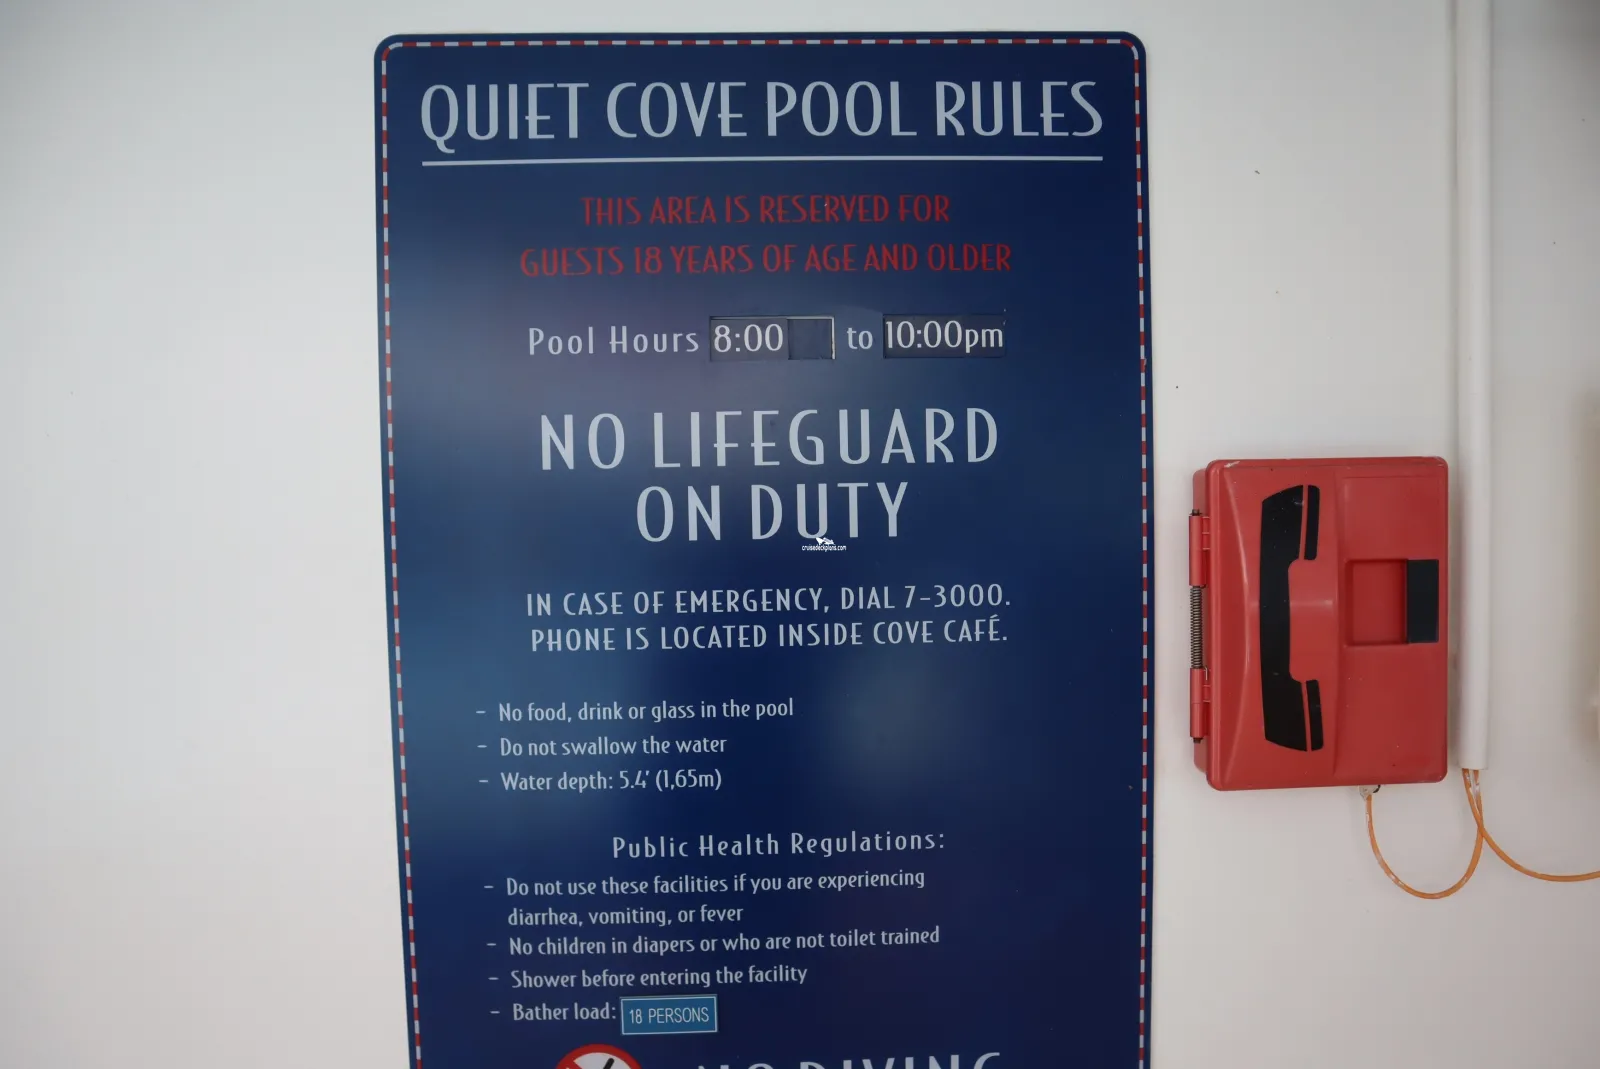 QUIET COVE POOL RULES
THIS AREA IS RESERVED FOR
GUESTS 18 YEARS OF AGE AND OLDER
Pool Hours 8:00 to 10:00pm
NO LIFEGUARD
ON DUTY
cruisedeckplans.com
IN CASE OF EMERGENCY, DIAL 7-3000.
PHONE IS LOCATED INSIDE COVE CAFÉ.
- No food, drink or glass in the pool
- Do not swallow the water
- Water depth: 5.4' (1,65m)
Public Health Regulations:
- Do not use these facilities if you are experiencing
diarrhea, vomiting, or fever
- No children in diapers or who are not toilet trained
- Shower before entering the facility
- Bather load: 18 PERSONS
NO DIVING